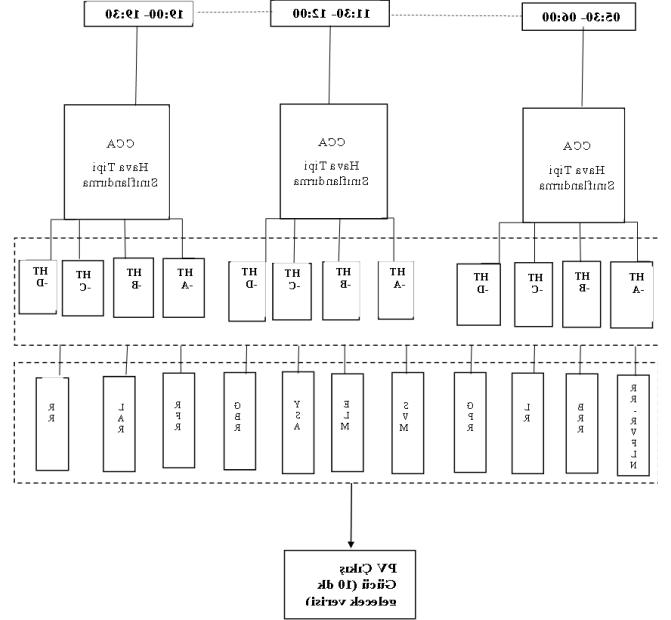 05:30- 06:00
11:30- 12:00
19:00- 19:30
CCA
Hava Tipi
Sınıflandırma
CCA
Hava Tipi
Sınıflandırma
CCA
Hava Tipi
Sınıflandırma
HT
-A
HT
-B
HT
-C
HT
-D
HT
-A
HT
-B
HT
-C
HT
-D
HT
-A
HT
-B
HT
-C
HT
-D
RR-RVFLN
BRR
LR
GPR
SVM
ELM
YSA
GBR
RFR
LAR
RR
PV Çıkış
Gücü (10 dk
gelecek verisi)